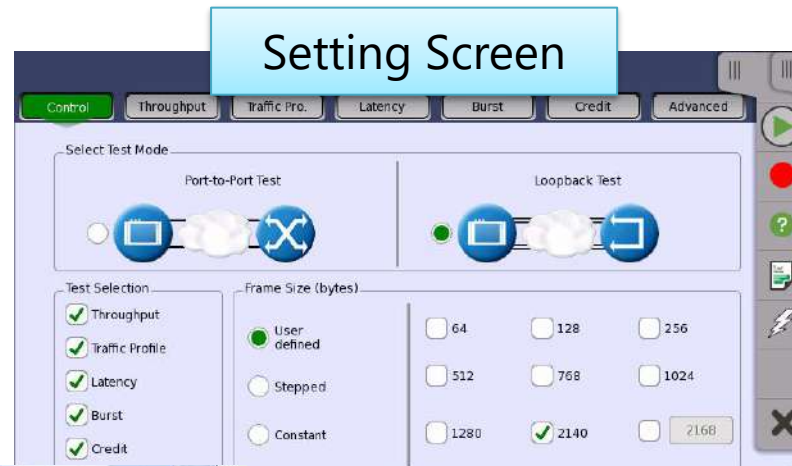 Setting Screen
Control Throughput Traffic Pro. Latency Burst Credit Advanced
Select Test Mode
Port-to-Port Test Loopback Test
Test Selection Frame Size (bytes)
Throughput
User defined 64 128 256
Traffic Profile
Latency Stepped 512 768 1024
Burst
Constant 1280 2140 2168
Credit